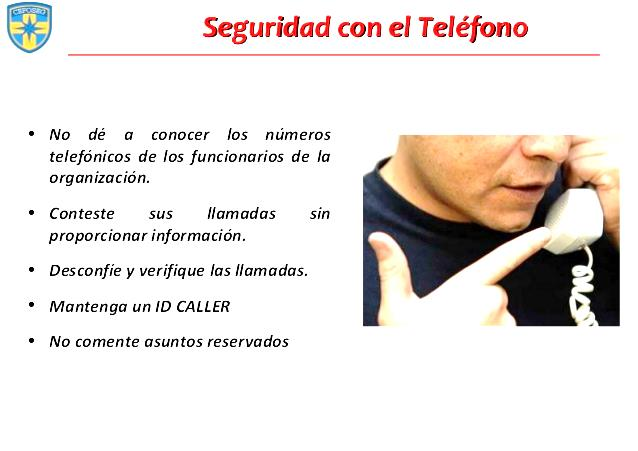 CEFOSEG
Seguridad con el Teléfono
• No dé a conocer los números
telefónicos de los funcionarios de la
organización.
• Conteste sus llamadas sin
proporcionar información.
• Desconfíe y verifique las llamadas.
• Mantenga un ID CALLER
• No comente asuntos reservados